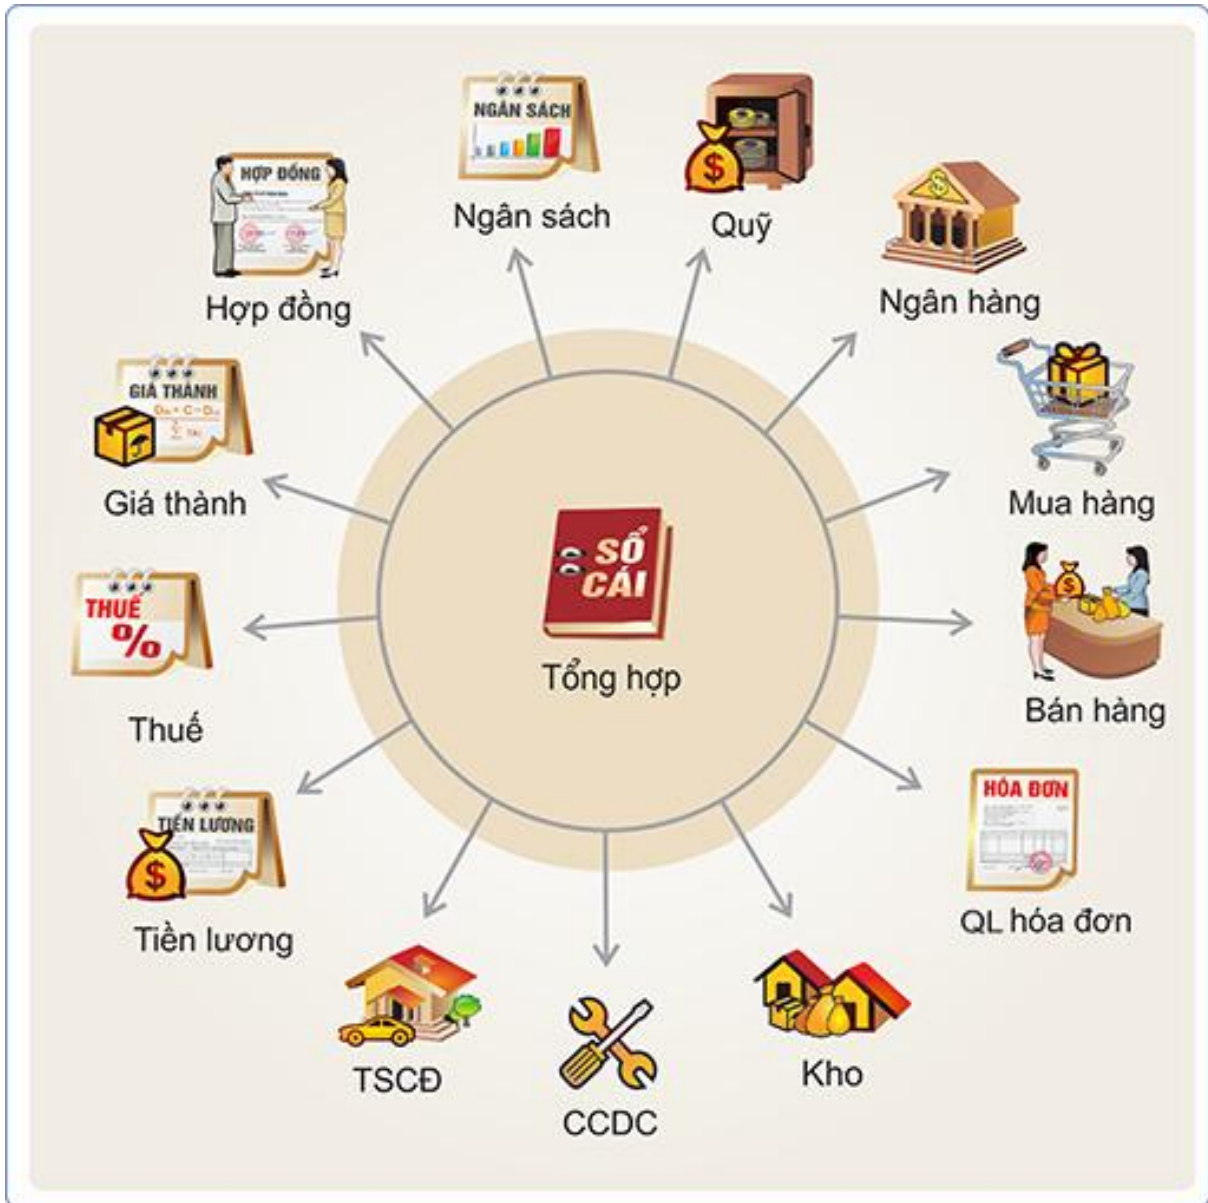 NGÂN SÁCH
Ngân sách
Quỹ
HỢP ĐỒNG
Hợp đồng
Ngân hàng
GIÁ THÀNH
Giá thành
Mua hàng
SỔ
CÁI
Tổng hợp
THUẾ
%
Thuế
Bán hàng
TIỀN LƯƠNG
$
Tiền lương
HÓA ĐƠN
QL hóa đơn
TSCĐ
CCDC
Kho